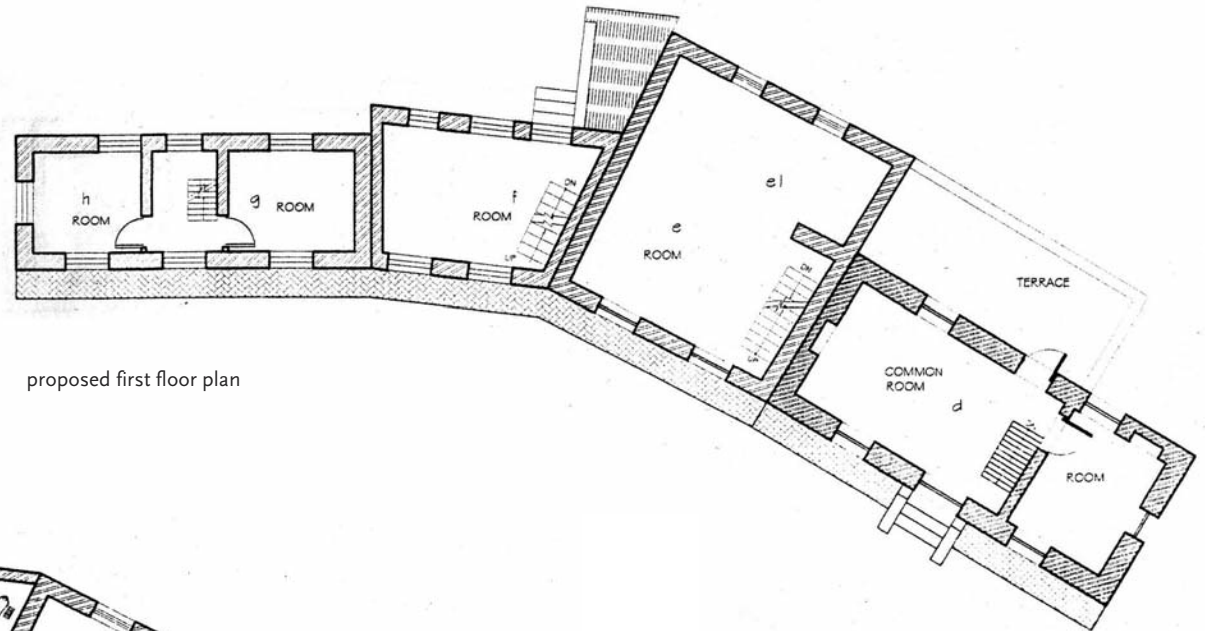 h
ROOM
g
ROOM
f
ROOM
DN
UP
e1
e
ROOM
DN
UP
TERRACE
COMMON
ROOM
d
ROOM
proposed first floor plan